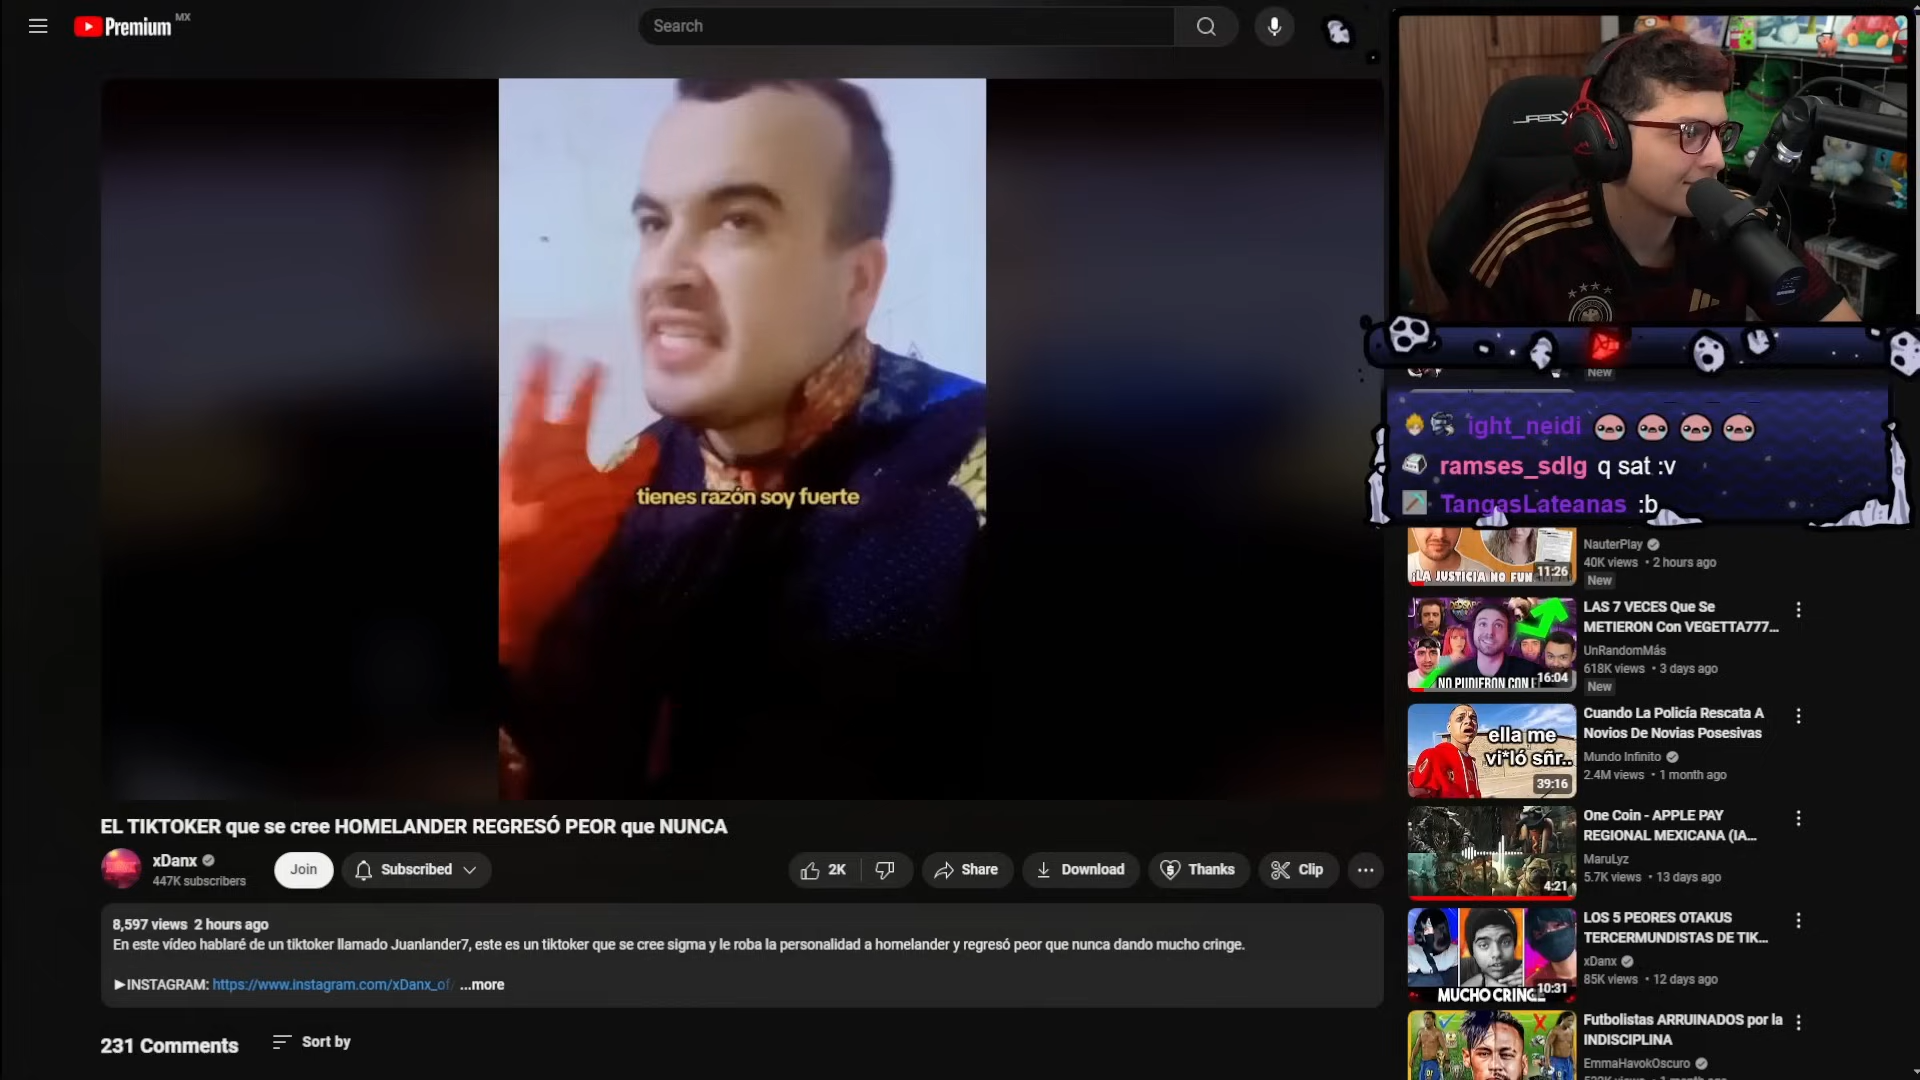 Premium MX
Search
tienes razón soy fuerte
New
ight_neidi
ramses_sdlg q sat :v
TangasLateanas :b
EL TIKTOKER que se cree HOMELANDER REGRESÓ PEOR que NUNCA
xDanx
447K subscribers
Join
Subscribed
2K
Share
Download
Thanks
Clip
8,597 views 2 hours ago
En este vídeo hablaré de un tiktoker llamado Juanlander7, este es un tiktoker que se cree sigma y le roba la personalidad a homelander y regresó peor que nunca dando mucho cringe.
►INSTAGRAM: https://www.instagram.com/xDanx_of ...more
231 Comments
Sort by
¡LA JUSTICIA NO FUN
11:26
NauterPlay
40K views • 2 hours ago
New
NO PUDIERON CON
16:04
LAS 7 VECES Que Se
METIERON Con VEGETTA777...
UnRandomMás
618K views • 3 days ago
New
ella me
vi*ló sñr..
39:16
Cuando La Policía Rescata A
Novios De Novias Posesivas
Mundo Infinito
2.4M views • 1 month ago
4:21
One Coin - APPLE PAY
REGIONAL MEXICANA (IA...
MaruLyz
5.7K views • 13 days ago
MUCHO CRINGE
10:31
LOS 5 PEORES OTAKUS
TERCERMUNDISTAS DE TIK...
xDanx
85K views • 12 days ago
Futbolistas ARRUINADOS por la
INDISCIPLINA
EmmaHavokOscuro